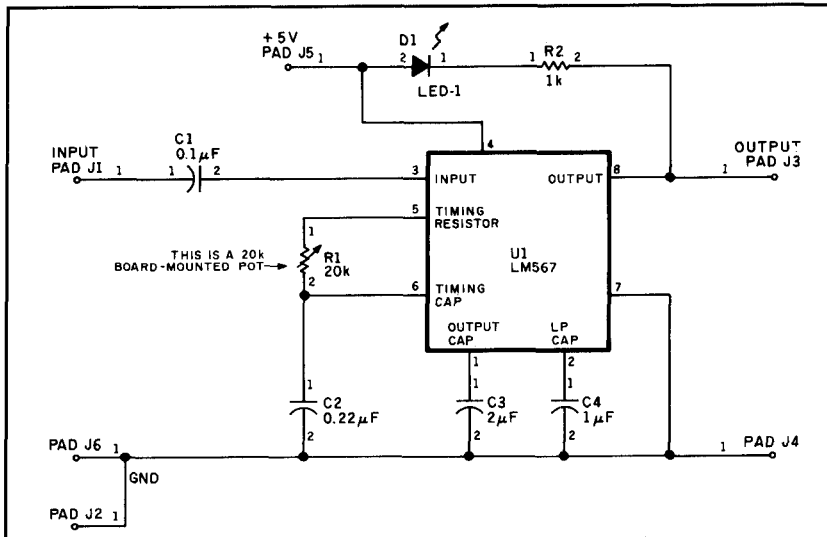 +5V
PAD J5
1
D1
2
1
LED-1
R2
1
2
1k
C1
0.1µF
INPUT
PAD J1
1
1
2
3
INPUT
4
OUTPUT
8
OUTPUT
PAD J3
1
5
TIMING
RESISTOR
1
THIS IS A 20k
BOARD-MOUNTED POT
R1
20k
2
U1
LM567
6
TIMING
CAP
7
OUTPUT
CAP
LP
CAP
1
2
1
C2
0.22µF
2
1
C3
2µF
2
1
C4
1µF
2
PAD J6
1
GND
PAD J2
1
1
PAD J4